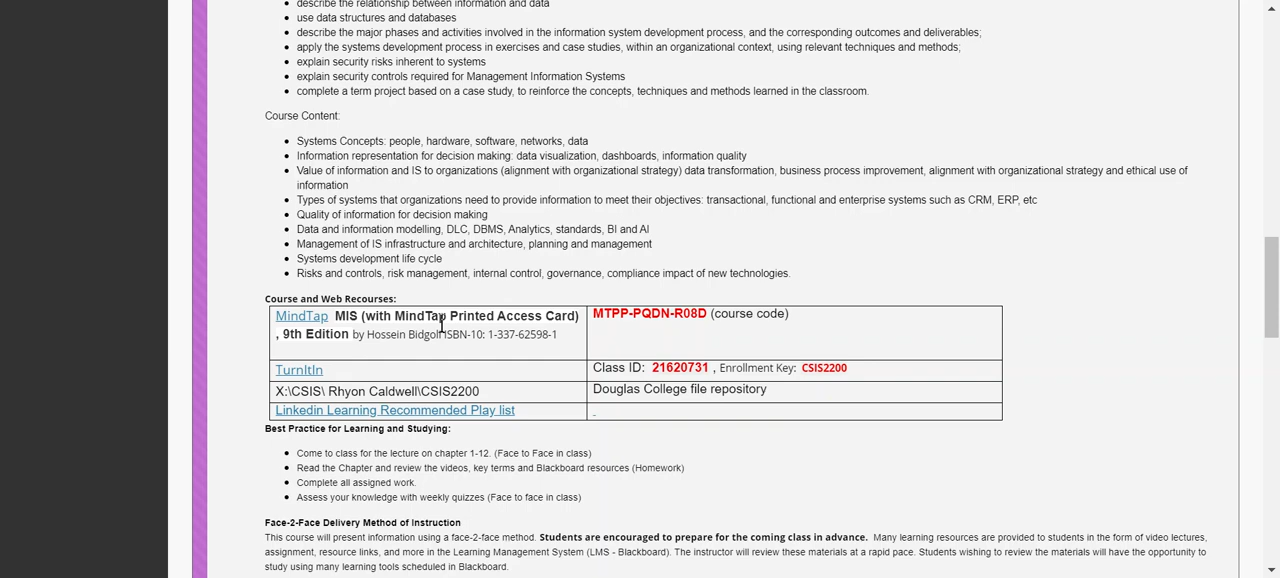 describe the relationship between information and data
use data structures and databases
describe the major phases and activities involved in the information system development process, and the corresponding outcomes and deliverables;
apply the systems development process in exercises and case studies, within an organizational context, using relevant techniques and methods;
explain security risks inherent to systems
explain security controls required for Management Information Systems
complete a term project based on a case study, to reinforce the concepts, techniques and methods learned in the classroom.
Course Content:
Systems Concepts: people, hardware, software, networks, data
Information representation for decision making: data visualization, dashboards, information quality
Value of information and IS to organizations (alignment with organizational strategy) data transformation, business process improvement, alignment with organizational strategy and ethical use of
information
Types of systems that organizations need to provide information to meet their objectives: transactional, functional and enterprise systems such as CRM, ERP, etc
Quality of information for decision making
Data and information modelling, DLC, DBMS, Analytics, standards, BI and AI
Management of IS infrastructure and architecture, planning and management
Systems development life cycle
Risks and controls, risk management, internal control, governance, compliance impact of new technologies.
Course and Web Recourses:
MindTap MIS (with MindTap Printed Access Card)
, 9th Edition by Hossein Bidgoli ISBN-10: 1-337-62598-1
MTPP-PQDN-R08D (course code)
TurnItIn
Class ID: 21620731 , Enrollment Key: CSIS2200
X:\CSIS\ Rhyon Caldwell\CSIS2200
Douglas College file repository
Linkedin Learning Recommended Play list
Best Practice for Learning and Studying:
Come to class for the lecture on chapter 1-12. (Face to Face in class)
Read the Chapter and review the videos, key terms and Blackboard resources (Homework)
Complete all assigned work.
Assess your knowledge with weekly quizzes (Face to face in class)
Face-2-Face Delivery Method of Instruction
This course will present information using a face-2-face method. Students are encouraged to prepare for the coming class in advance. Many learning resources are provided to students in the form of video lectures,
assignment, resource links, and more in the Learning Management System (LMS - Blackboard). The instructor will review these materials at a rapid pace. Students wishing to review the materials will have the opportunity to
study using many learning tools scheduled in Blackboard.